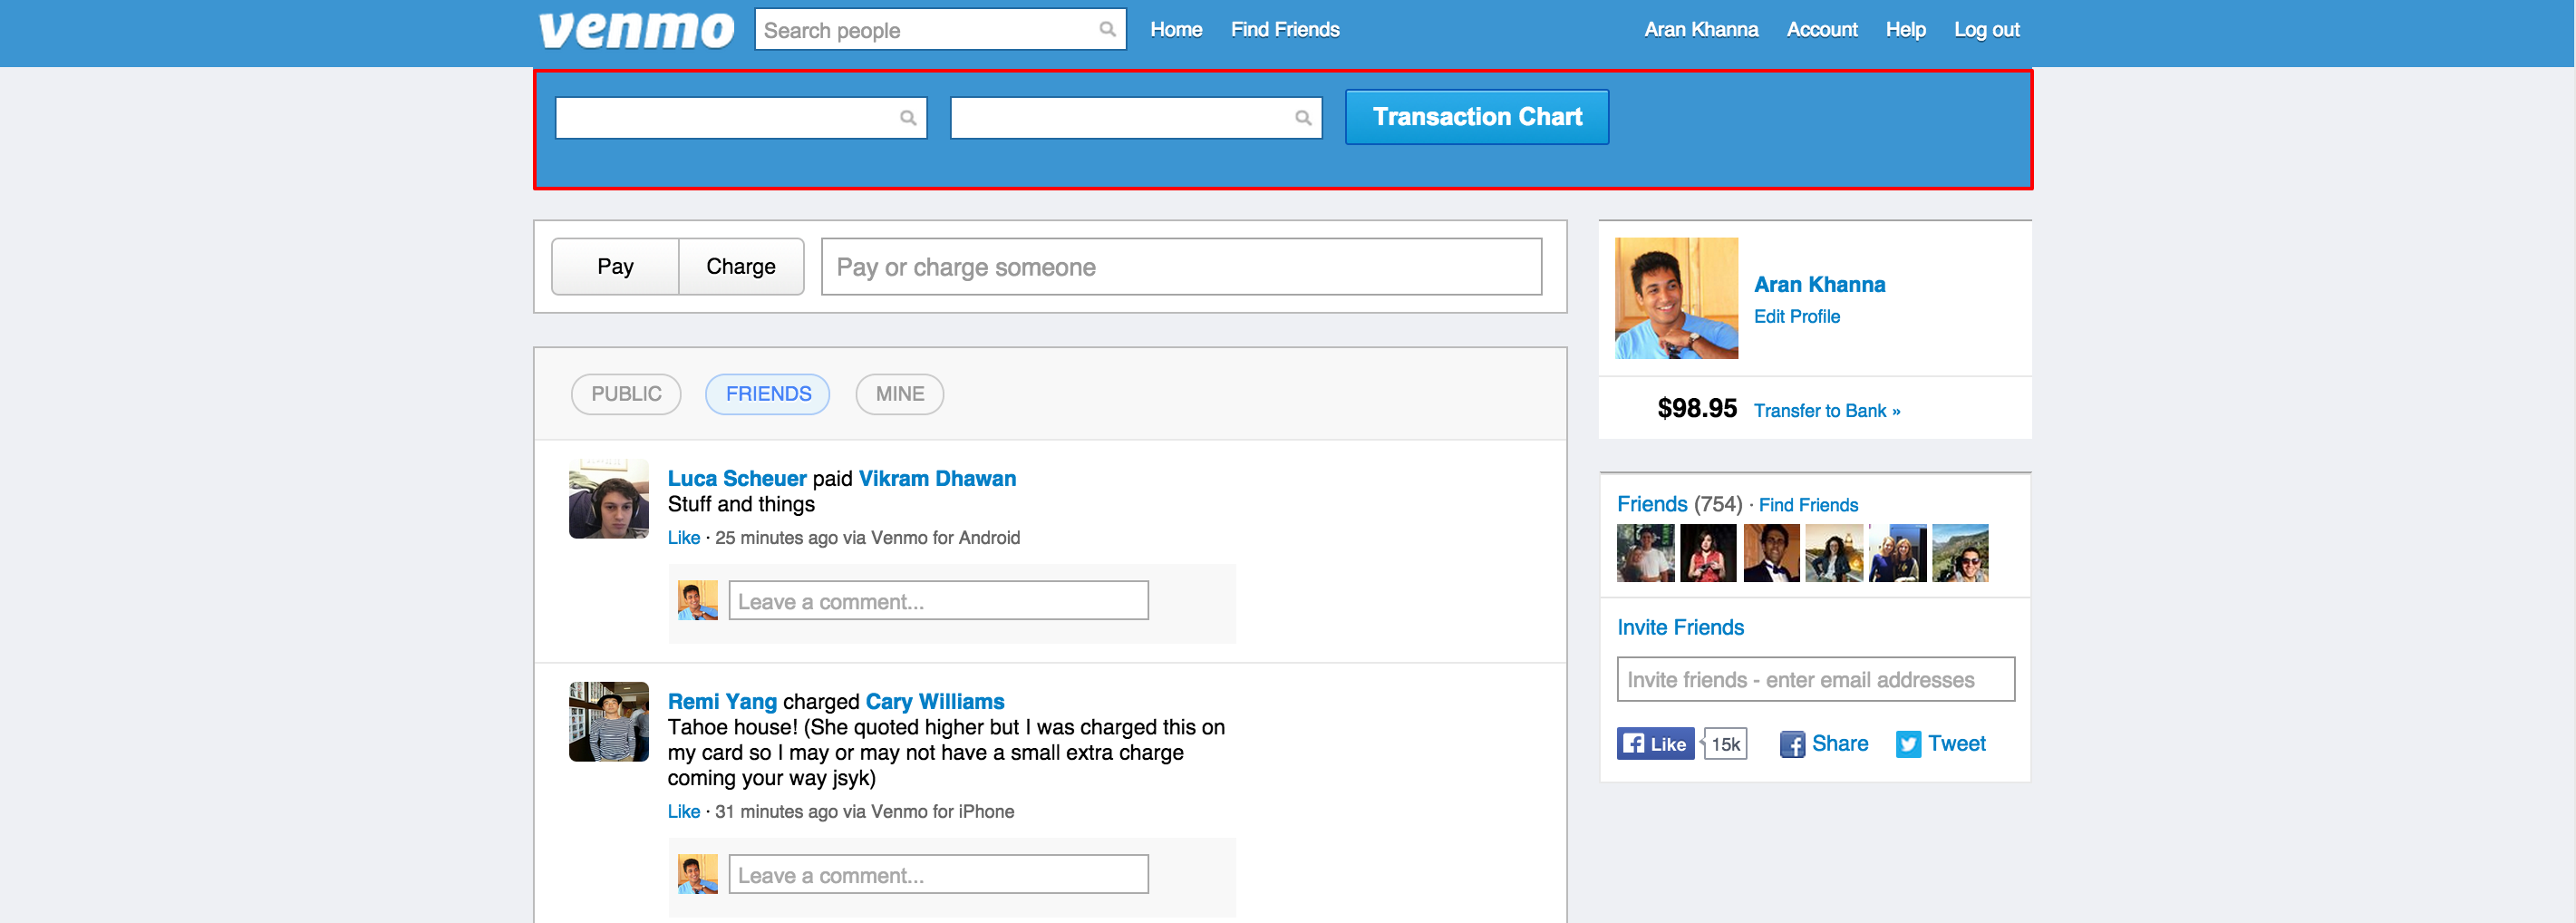 venmo
Search people
Home
Find Friends
Aran Khanna
Account
Help
Log out
Transaction Chart
Pay
Charge
Pay or charge someone
Aran Khanna
Edit Profile
$98.95 Transfer to Bank »
PUBLIC
FRIENDS
MINE
Luca Scheuer paid Vikram Dhawan
Stuff and things
Like · 25 minutes ago via Venmo for Android
Leave a comment...
Remi Yang charged Cary Williams
Tahoe house! (She quoted higher but I was charged this on
my card so I may or may not have a small extra charge
coming your way jsyk)
Like · 31 minutes ago via Venmo for iPhone
Leave a comment...
Friends (754) · Find Friends
Invite Friends
Invite friends - enter email addresses
Like
15k
Share
Tweet